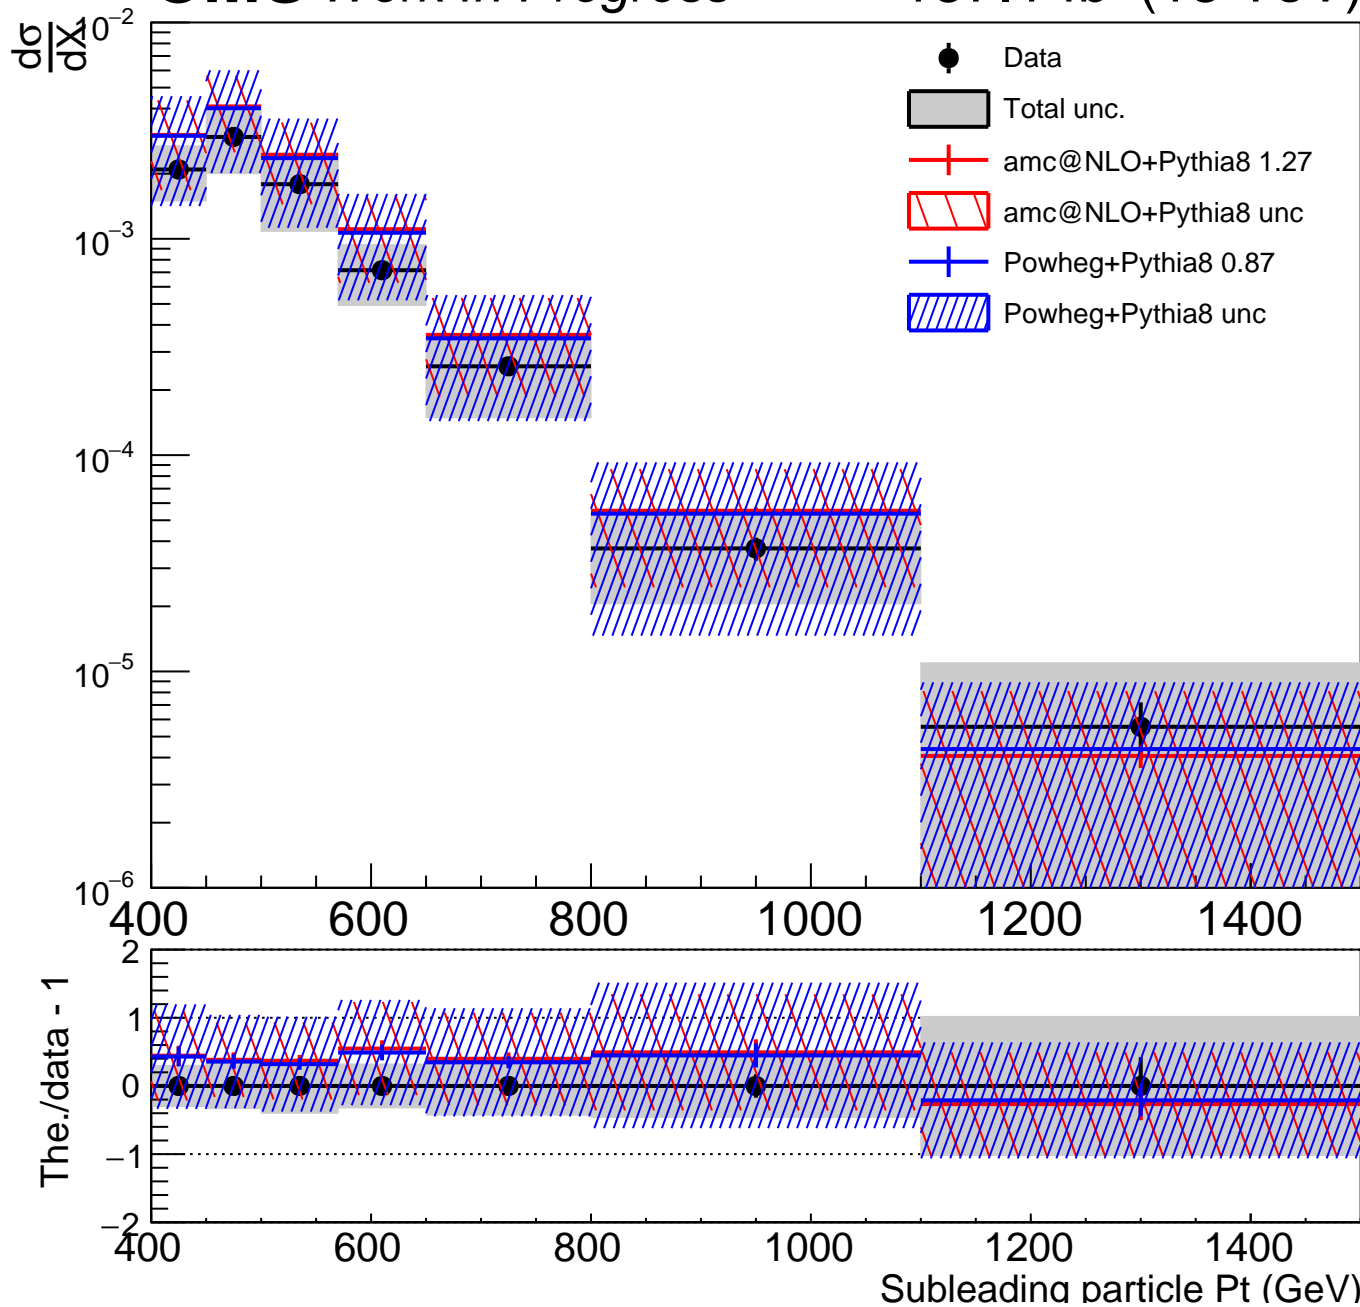 dσ
dX
10⁻²
10⁻³
10⁻⁴
10⁻⁵
10⁻⁶
Data
Total unc.
amc@NLO+Pythia8 1.27
amc@NLO+Pythia8 unc
Powheg+Pythia8 0.87
Powheg+Pythia8 unc
400 600 800 1000 1200 1400
The./data - 1
2
1
0
−1
−2
400 600 800 1000 1200 1400
Subleading particle Pt (GeV)